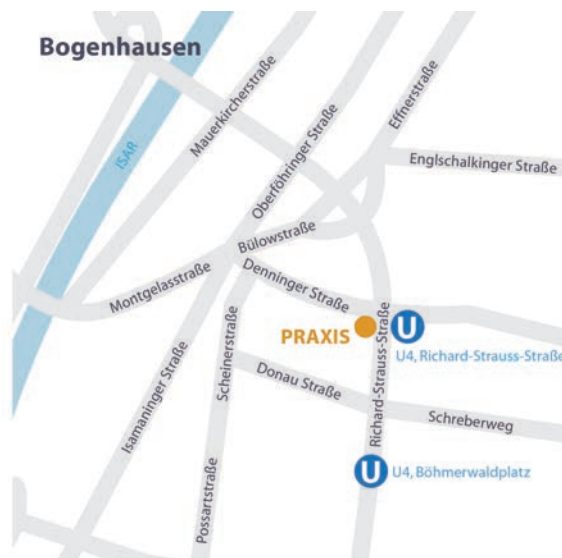 Bogenhausen
ISAR
Mauerkircherstraße
Oberföhringer Straße
Effnerstraße
Englschalkinger Straße
Bülowstraße
Montgelasstraße
Denninger Straße
PRAXIS
U
U4, Richard-Strauss-Straße
Isamaninger Straße
Scheinerstraße
Donau Straße
Richard-Strauss-Straße
Schreberweg
Possartstraße
U
U4, Böhmerwaldplatz